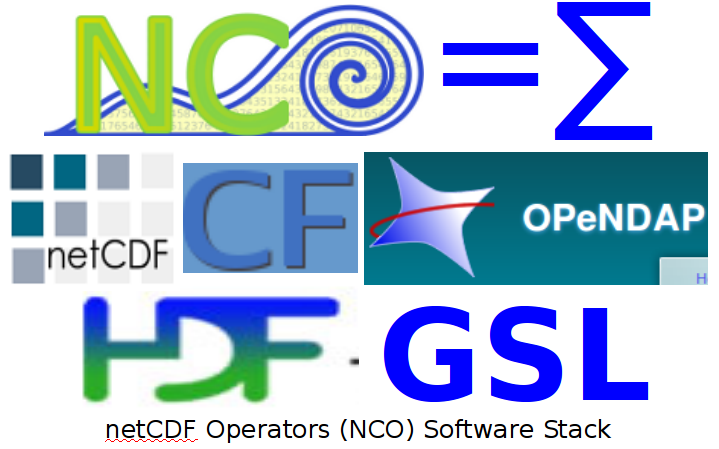 NCO = Σ
netCDF
CF
OPeNDAP
H
HDF
GSL
netCDF Operators (NCO) Software Stack